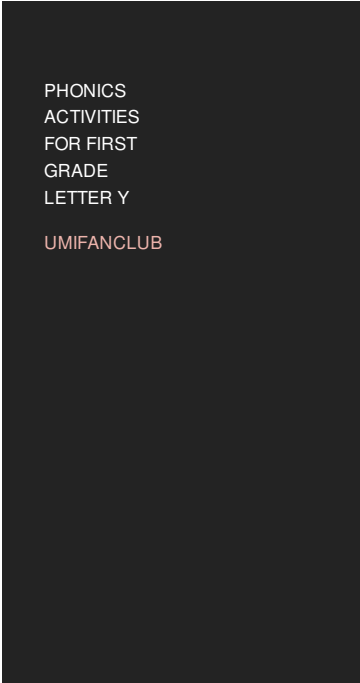 PHONICS
ACTIVITIES
FOR FIRST
GRADE
LETTER Y
UMIFANCLUB